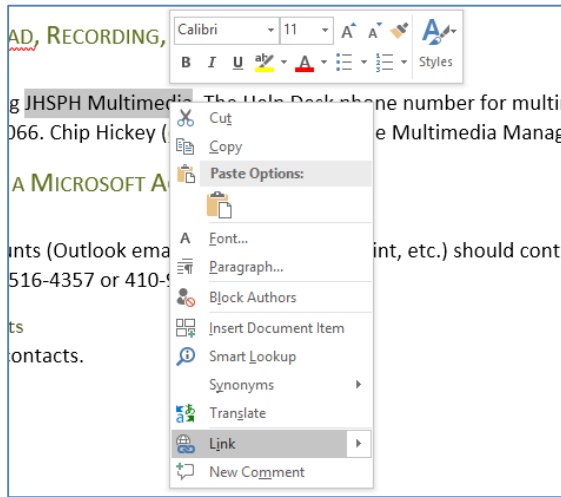 AD, RECORDING,
Calibri 11 A A
B I U ab A Styles
g JHSPH Multimedia. The Help Desk phone number for multi
066. Chip Hickey ( e Multimedia Manag
Cut
Copy
Paste Options:
A MICROSOFT A
A Font...
unts (Outlook ema int, etc.) should cont
Paragraph...
516-4357 or 410-9
Block Authors
ts
Insert Document Item
contacts.
Smart Lookup
Synonyms
Translate
Link
New Comment